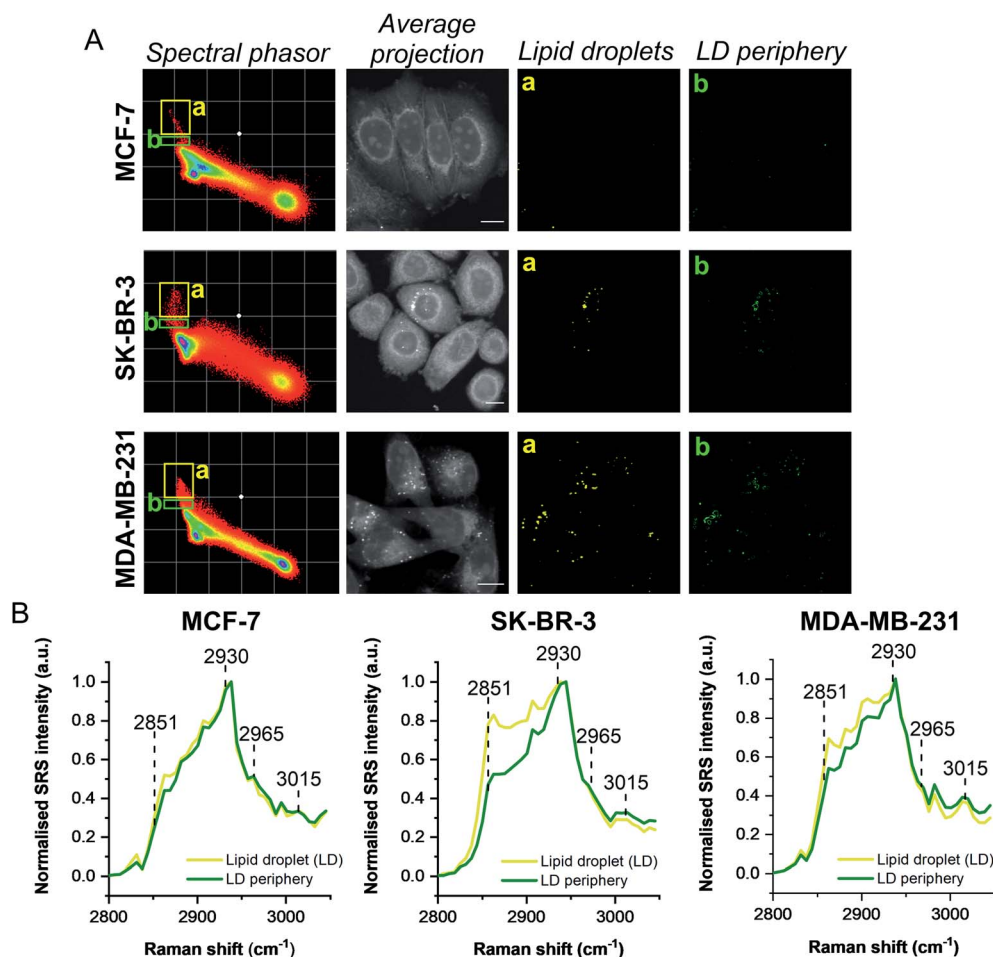 A
Spectral phasor
Average projection
Lipid droplets
LD periphery
MCF-7
a
b
a
b
SK-BR-3
a
b
a
b
MDA-MB-231
a
b
a
b
B
MCF-7
Normalised SRS intensity (a.u.)
1.0
0.8
0.6
0.4
0.2
0.0
2851
2930
2965
3015
Lipid droplet (LD)
LD periphery
2800
2900
3000
Raman shift (cm⁻¹)
SK-BR-3
Normalised SRS intensity (a.u.)
1.0
0.8
0.6
0.4
0.2
0.0
2851
2930
2965
3015
Lipid droplet (LD)
LD periphery
2800
2900
3000
Raman shift (cm⁻¹)
MDA-MB-231
Normalised SRS intensity (a.u.)
1.0
0.8
0.6
0.4
0.2
0.0
2851
2930
2965
3015
Lipid droplet (LD)
LD periphery
2800
2900
3000
Raman shift (cm⁻¹)